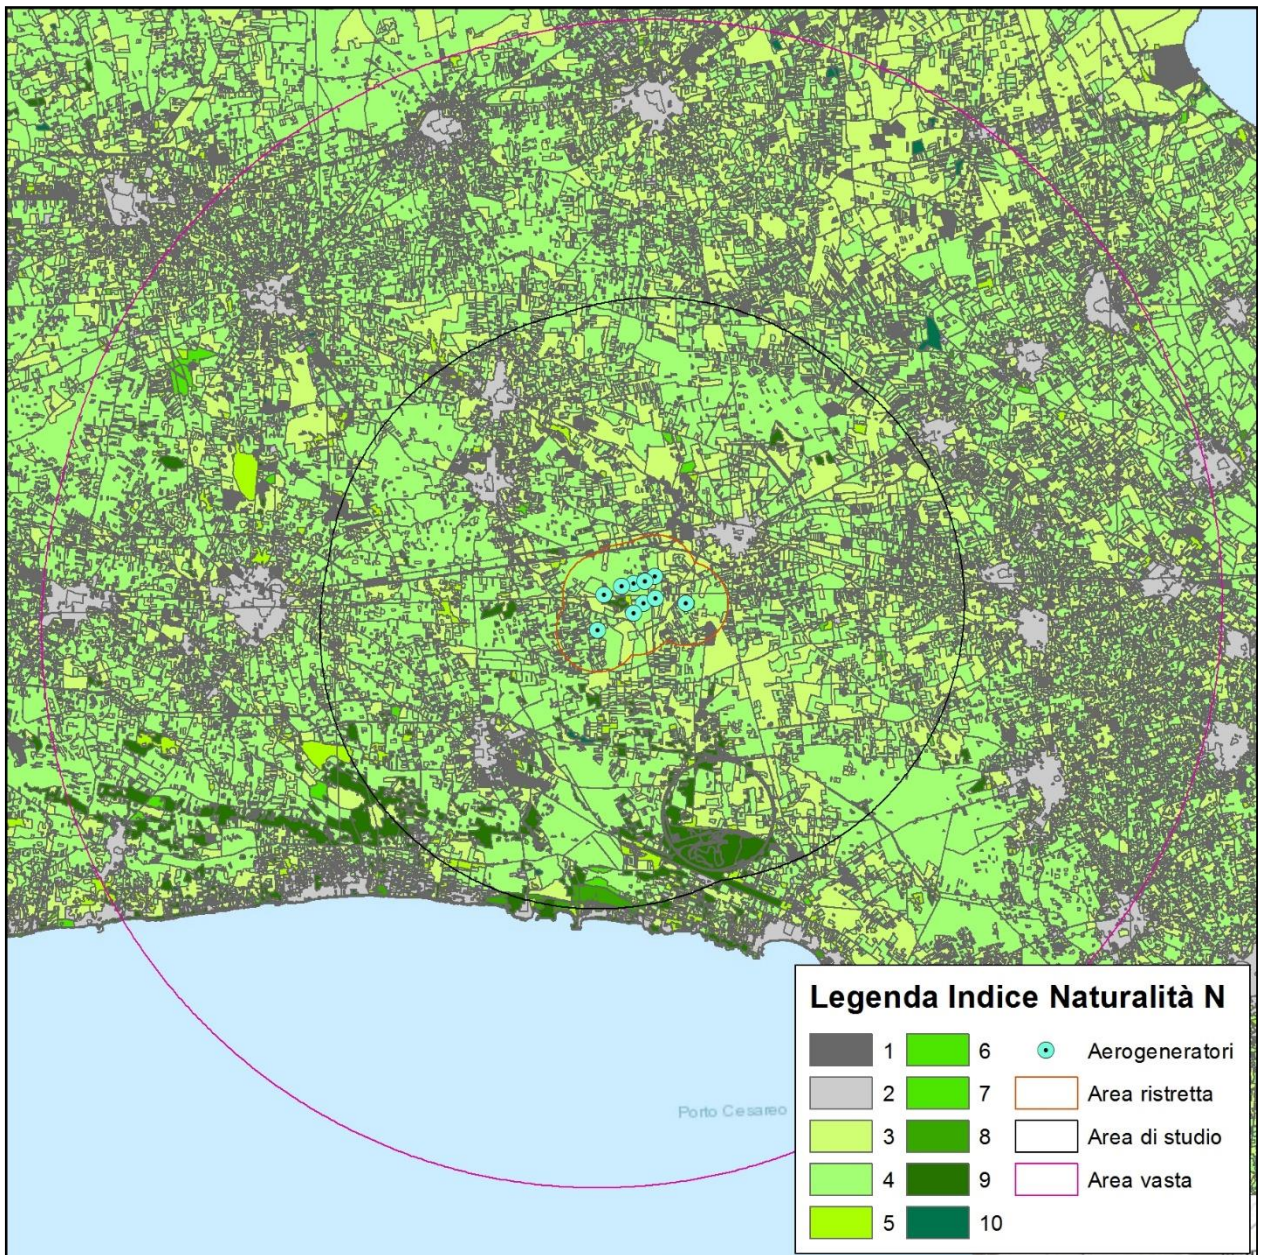 Porto Cesareo
Legenda Indice Naturalità N
1 6 Aerogeneratori
2 7 Area ristretta
3 8 Area di studio
4 9 Area vasta
5 10